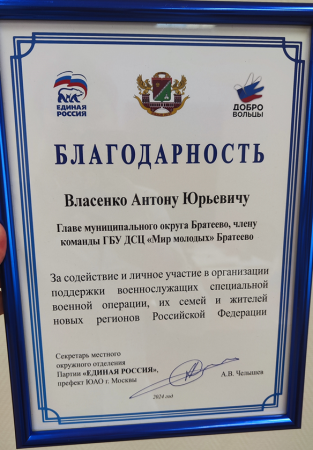 ЕДИНАЯ
РОССИЯ
ДОБРО
ВОЛЬЦЫ
БЛАГОДАРНОСТЬ
Власенко Антону Юрьевичу
Главе муниципального округа Братеево, члену
команды ГБУ ДСЦ «Мир молодых» Братеево
За содействие и личное участие в организации
поддержки военнослужащих специальной
военной операции, их семей и жителей
новых регионов Российской Федерации
Секретарь местного
окружного отделения
Партии «ЕДИНАЯ РОССИЯ»,
префект ЮАО г. Москвы
А.В. Челышев
2024 год